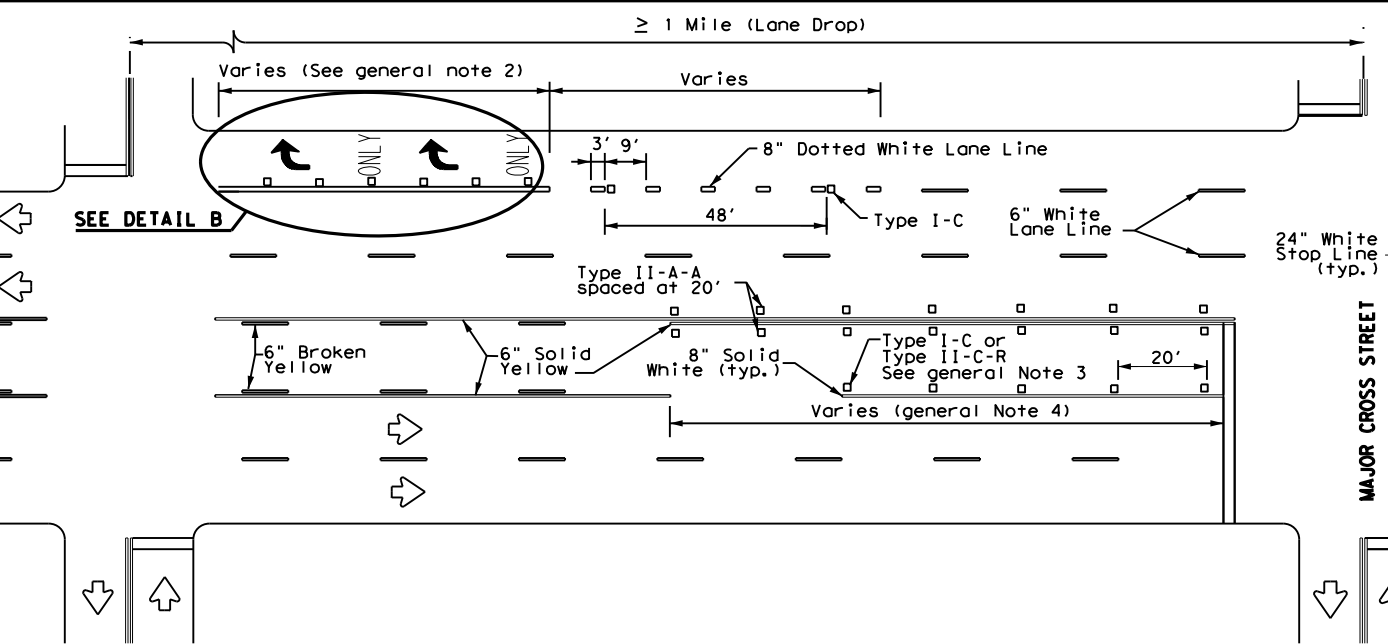 ≥ 1 Mile (Lane Drop)
Varies (See general note 2)
Varies
ONLY
ONLY
3' 9'
8" Dotted White Lane Line
SEE DETAIL B
48'
Type I-C
6" White
Lane Line
24" White
Stop Line
(typ.)
Type II-A-A
spaced at 20'
6" Broken
Yellow
6" Solid
Yellow
8" Solid
White (typ.)
Type I-C or
Type II-C-R
See general Note 3
20'
Varies (general Note 4)
MAJOR CROSS STREET